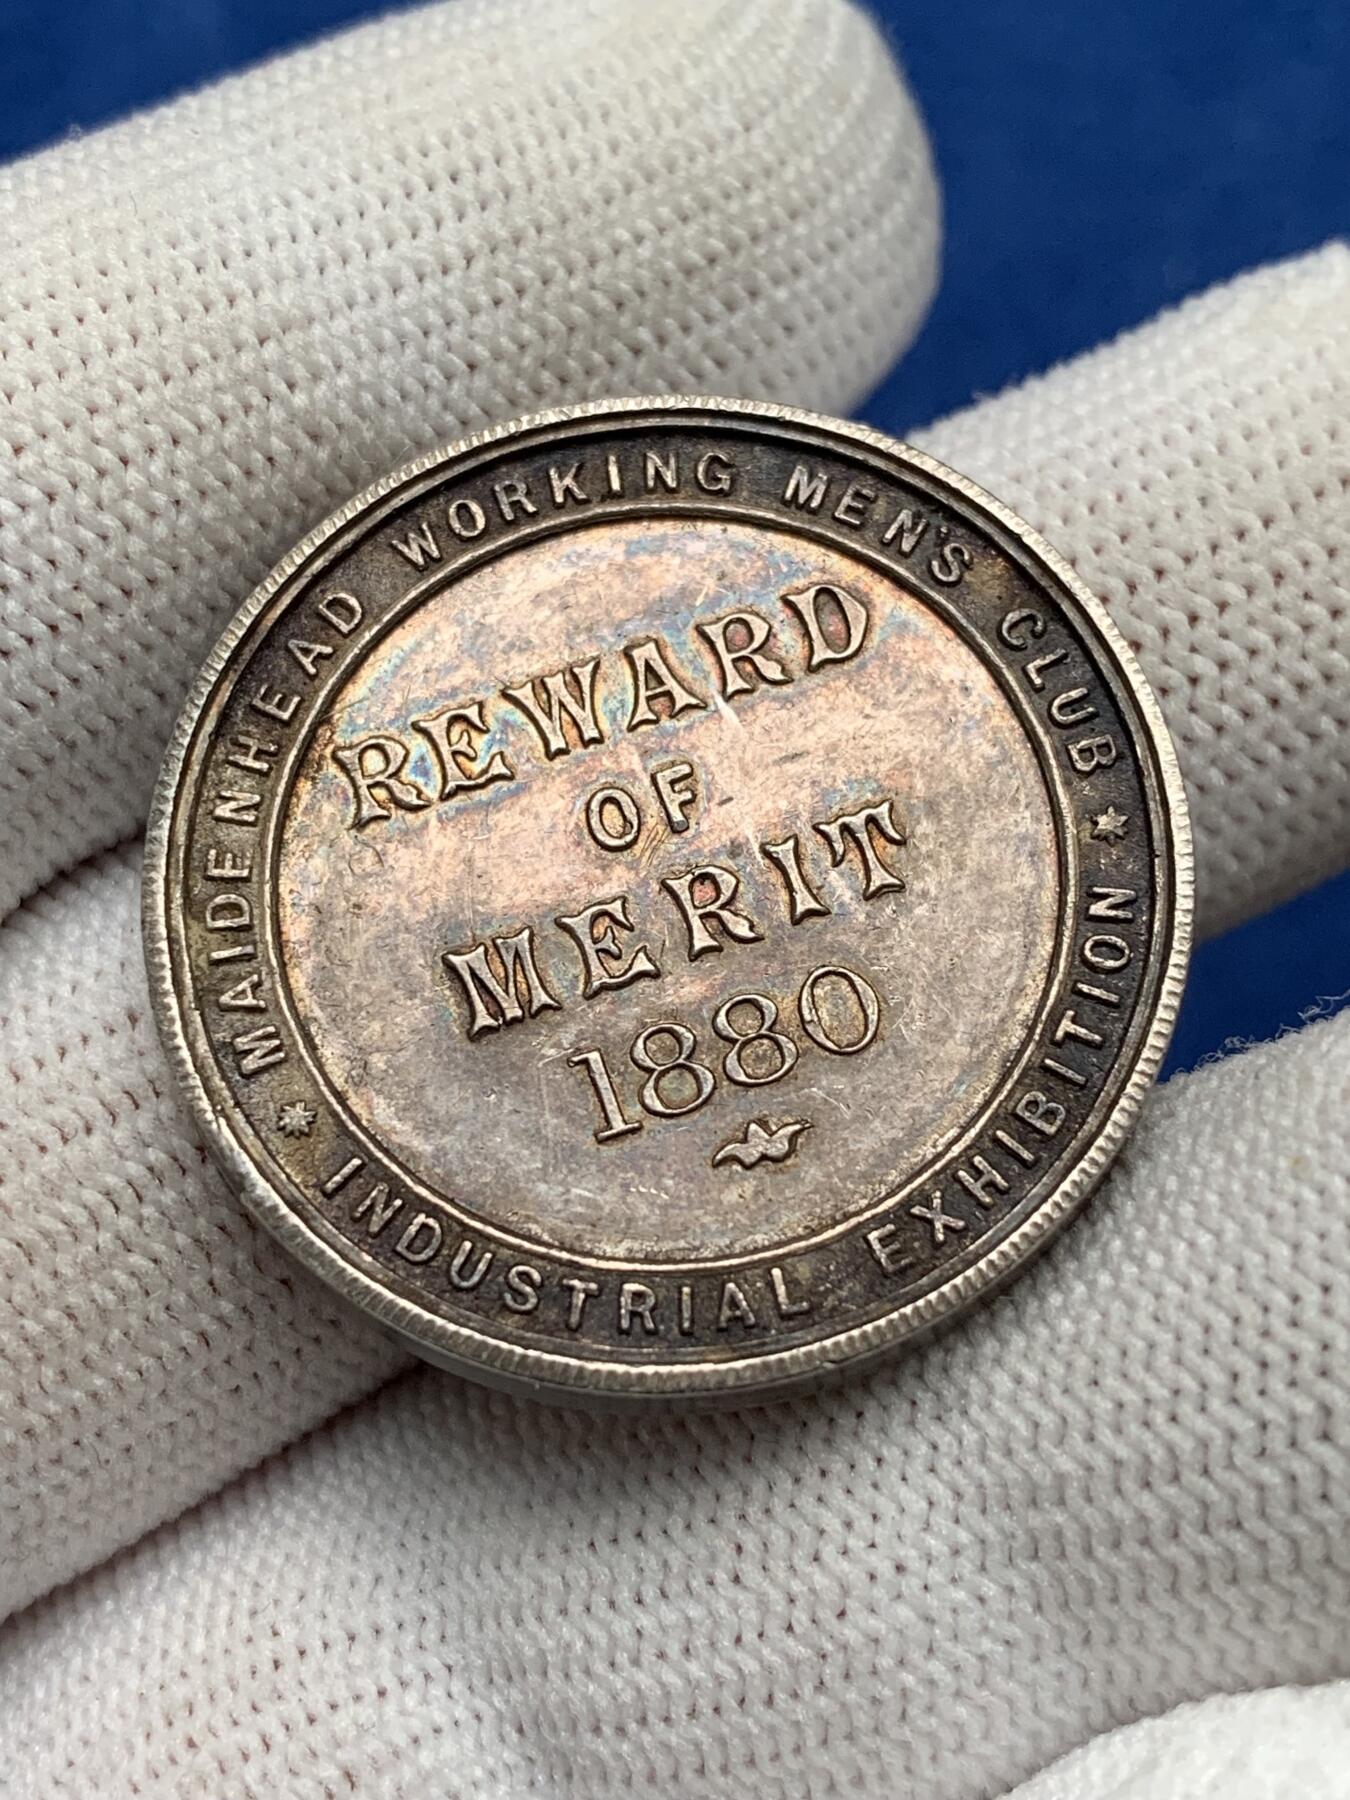 MAIDENHEAD WORKING MEN'S CLUB
REWARD
OF
MERIT
1880
INDUSTRIAL EXHIBITION